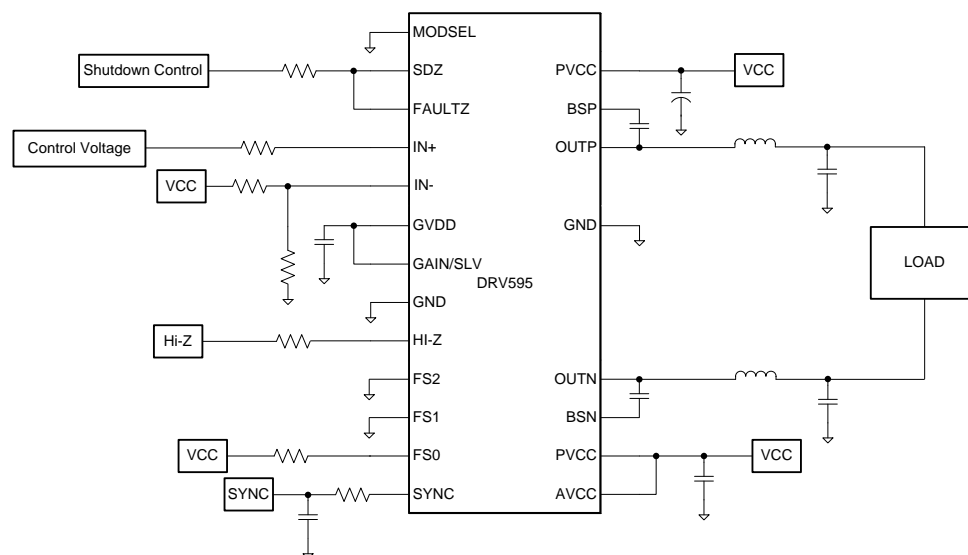 MODSEL
Shutdown Control
SDZ
FAULTZ
Control Voltage
IN+
VCC
IN-
GVDD
GAIN/SLV
GND
Hi-Z
HI-Z
FS2
FS1
VCC
FS0
SYNC
SYNC
DRV595
PVCC
VCC
BSP
OUTP
GND
LOAD
OUTN
BSN
PVCC
VCC
AVCC